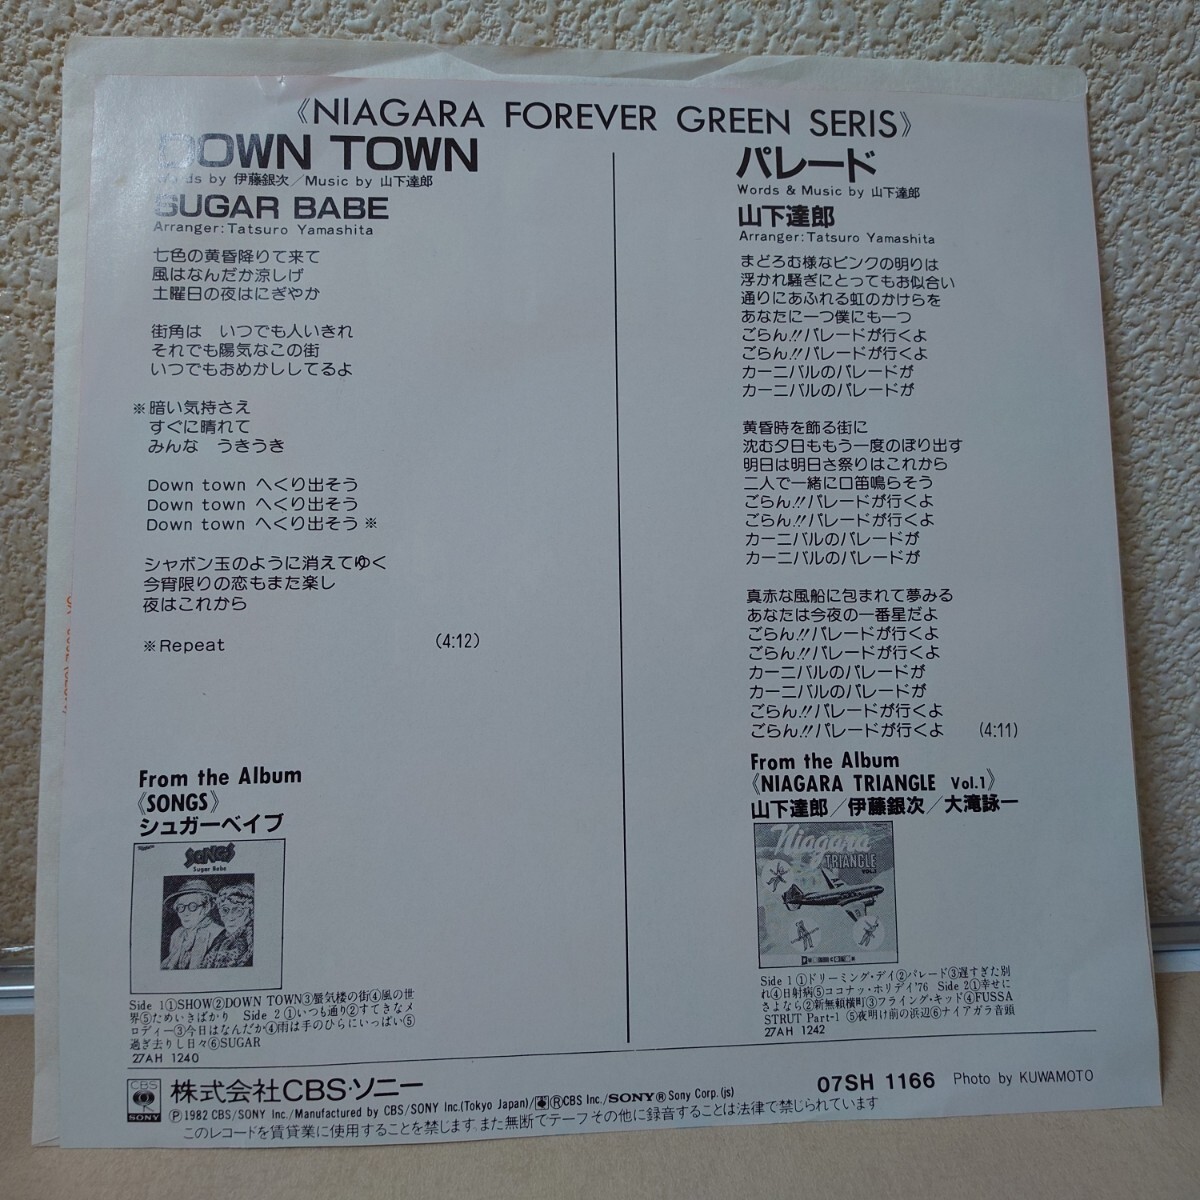 《NIAGARA FOREVER GREEN SERIS》
DOWN TOWN
Words by 伊藤銀次／Music by 山下達郎
SUGAR BABE
Arranger: Tatsuro Yamashita
七色の黄昏降りて来て
風はなんだか涼しげ
土曜日の夜はにぎやか
街角は　いつでも人いきれ
それでも陽気なこの街
いつでもおめかししてるよ
※暗い気持さえ
すぐに晴れて
みんな　うきうき
Down town へくり出そう
Down town へくり出そう
Down town へくり出そう※
シャボン玉のように消えてゆく
今宵限りの恋もまた楽し
夜はこれから
※Repeat (4:12)
From the Album
《SONGS》
シュガーベイブ
SONGS
Sugar Babe
Side 1①SHOW②DOWN TOWN③蜃気楼の街④風の世
界⑤ためいきばかり Side 2①いつも通り②すてきなメ
ロディー③今日はなんだか④雨は手のひらにいっぱい⑤
過ぎ去りし日々⑥SUGAR
27AH 1240
パレード
Words & Music by 山下達郎
山下達郎
Arranger: Tatsuro Yamashita
まどろむ様なピンクの明りは
浮かれ騒ぎにとってもお似合い
通りにあふれる虹のかけらを
あなたに一つ僕にも一つ
ごらん!!パレードが行くよ
ごらん!!パレードが行くよ
カーニバルのパレードが
カーニバルのパレードが
黄昏時を飾る街に
沈む夕日ももう一度のぼり出す
明日は明日さ祭りはこれから
二人で一緒に口笛鳴らそう
ごらん!!パレードが行くよ
ごらん!!パレードが行くよ
カーニバルのパレードが
カーニバルのパレードが
真赤な風船に包まれて夢みる
あなたは今夜の一番星だよ
ごらん!!パレードが行くよ
ごらん!!パレードが行くよ
カーニバルのパレードが
カーニバルのパレードが
ごらん!!パレードが行くよ
ごらん!!パレードが行くよ (4:11)
From the Album
《NIAGARA TRIANGLE Vol.1》
山下達郎／伊藤銀次／大滝詠一
Niagara
TRIANGLE
Side 1①ドリーミング・デイ②パレード③遅すぎた別
れ④日射病⑤ココナッツ・ホリデイ'76 Side 2①幸せに
さよなら②新無頼横町③フライング・キッド④FUSSA
STRUT Part-1 ⑤夜明け前の浜辺⑥ナイアガラ音頭
27AH 1242
CBS
SONY
株式会社CBS・ソニー
07SH 1166 Photo by KUWAMOTO
Ⓟ1982 CBS/SONY Inc./Manufactured by CBS/SONY Inc.(Tokyo Japan)/ⓇCBS Inc./SONYⓇSony Corp.(js)
このレコードを賃貸業に使用することを禁じます。また無断でテープその他に録音することは法律で禁じられています